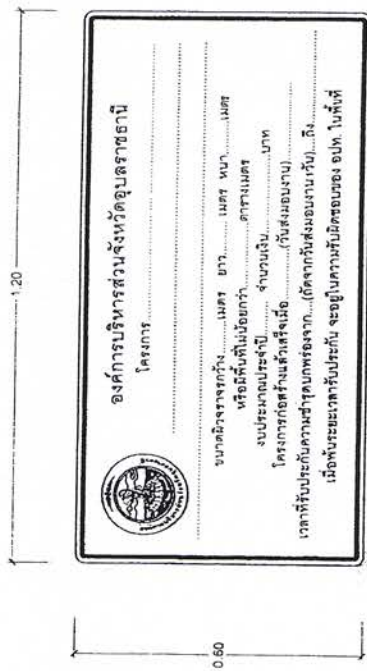 1.20
0.60
องค์การบริหารส่วนจังหวัดอุบลราชธานี
โครงการ....................
ขนาดผิวจราจรกว้าง........เมตร ยาว........เมตร หนา........เมตร
หรือมีพื้นที่ไม่น้อยกว่า............ตารางเมตร
งบประมาณประจำปี............จำนวนเงิน............บาท
โครงการก่อสร้างแล้วเสร็จเมื่อ............(วันส่งมอบงาน)............
เวลาที่รับประกันความชำรุดบกพร่องจาก....(ถัดจากวันส่งมอบงาน 1วัน)....ถึง....
เมื่อพ้นระยะเวลารับประกัน จะอยู่ในความรับผิดชอบของ อปท. ในพื้นที่